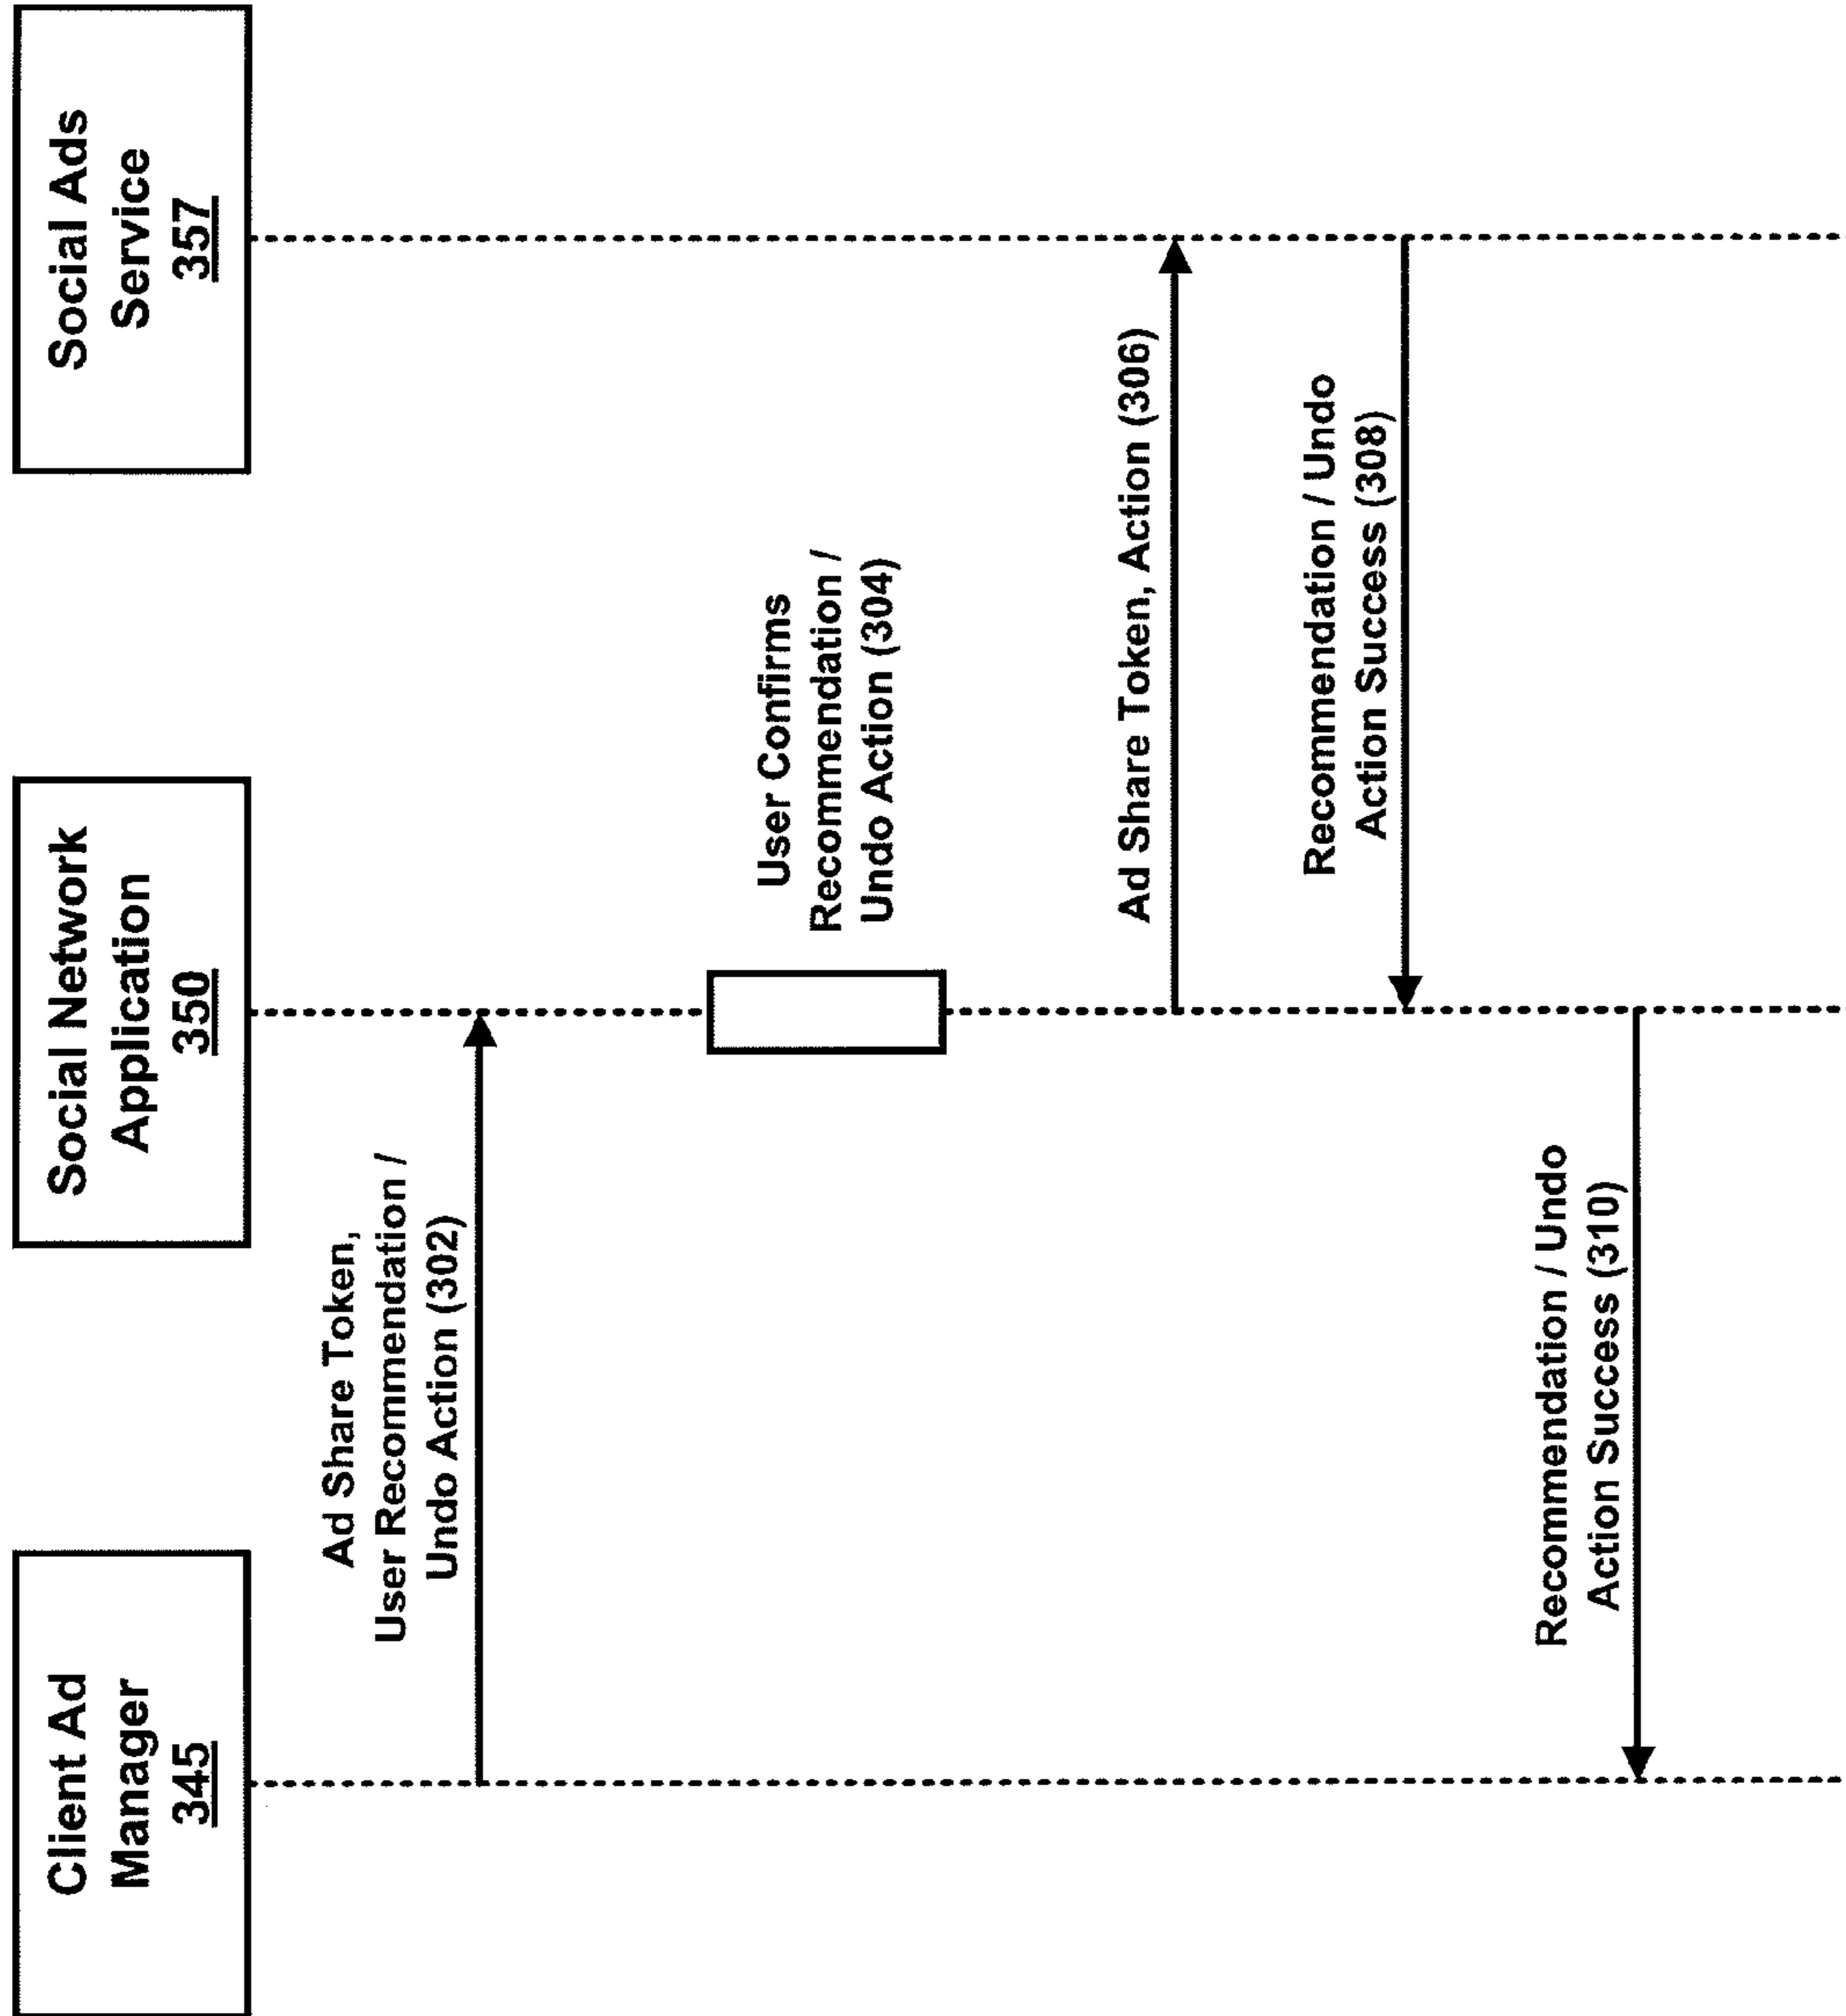 Client Ad
Manager
345
Social Network
Application
350
Social Ads
Service
357
Ad Share Token,
User Recommendation /
Undo Action (302)
User Confirms
Recommendation /
Undo Action (304)
Ad Share Token, Action (306)
Recommendation / Undo
Action Success (308)
Recommendation / Undo
Action Success (310)